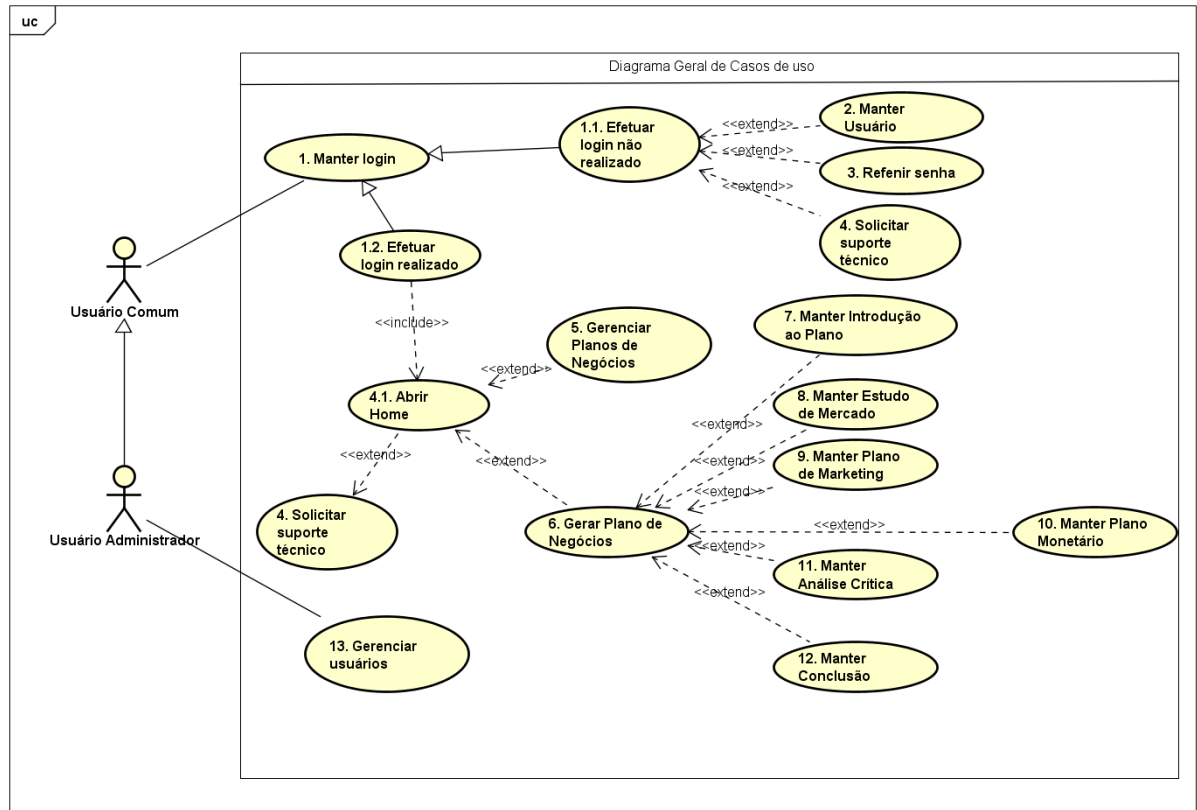 uc
Diagrama Geral de Casos de uso
1. Manter login
1.1. Efetuar
login não
realizado
<<extend>>
2. Manter
Usuário
<<extend>>
3. Refenir senha
<<extend>>
4. Solicitar
suporte
técnico
1.2. Efetuar
login realizado
Usuário Comum
<<include>>
5. Gerenciar
Planos de
Negócios
<<extend>>
7. Manter Introdução
ao Plano
4.1. Abrir
Home
8. Manter Estudo
de Mercado
<<extend>>
<<extend>>
<<extend>>
<<extend>>
9. Manter Plano
de Marketing
<<extend>>
Usuário Administrador
4. Solicitar
suporte
técnico
6. Gerar Plano de
Negócios
<<extend>>
10. Manter Plano
Monetário
<<extend>>
11. Manter
Análise Crítica
<<extend>>
13. Gerenciar
usuários
12. Manter
Conclusão